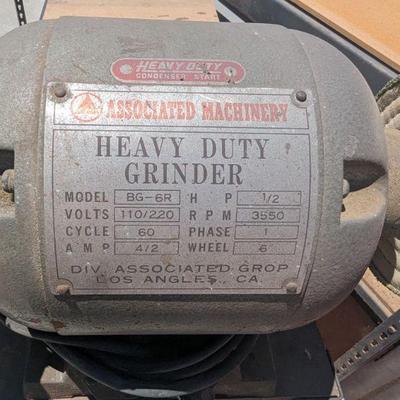 HEAVY DUTY
CONDENSER START
ASSOCIATED MACHINERY
HEAVY DUTY
GRINDER
MODEL BG-6R H P 1/2
VOLTS 110/220 R P M 3550
CYCLE 60 PHASE 1
A M P 4/2 WHEEL 6
DIV. ASSOCIATED GROP
LOS ANGLES., CA.